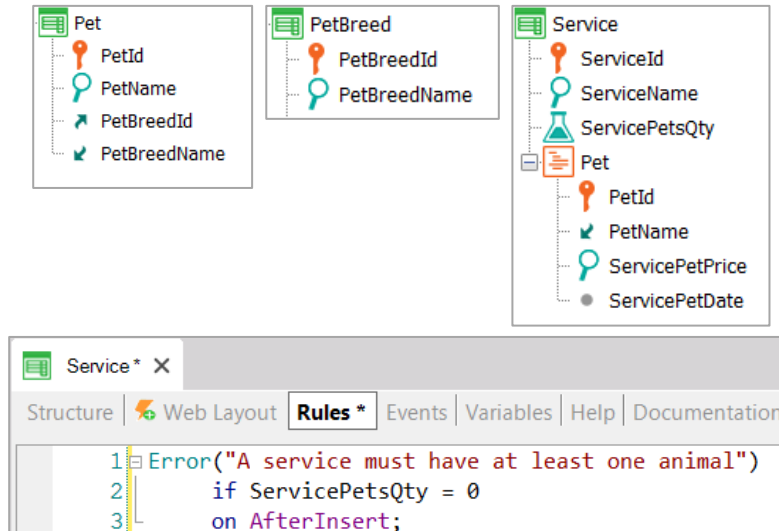 Pet
PetId
PetName
PetBreedId
PetBreedName
PetBreed
PetBreedId
PetBreedName
Service
ServiceId
ServiceName
ServicePetsQty
Pet
PetId
PetName
ServicePetPrice
ServicePetDate
Service*
Structure Web Layout Rules * Events Variables Help Documentation
1 Error("A service must have at least one animal")
2 if ServicePetsQty = 0
3 on AfterInsert;